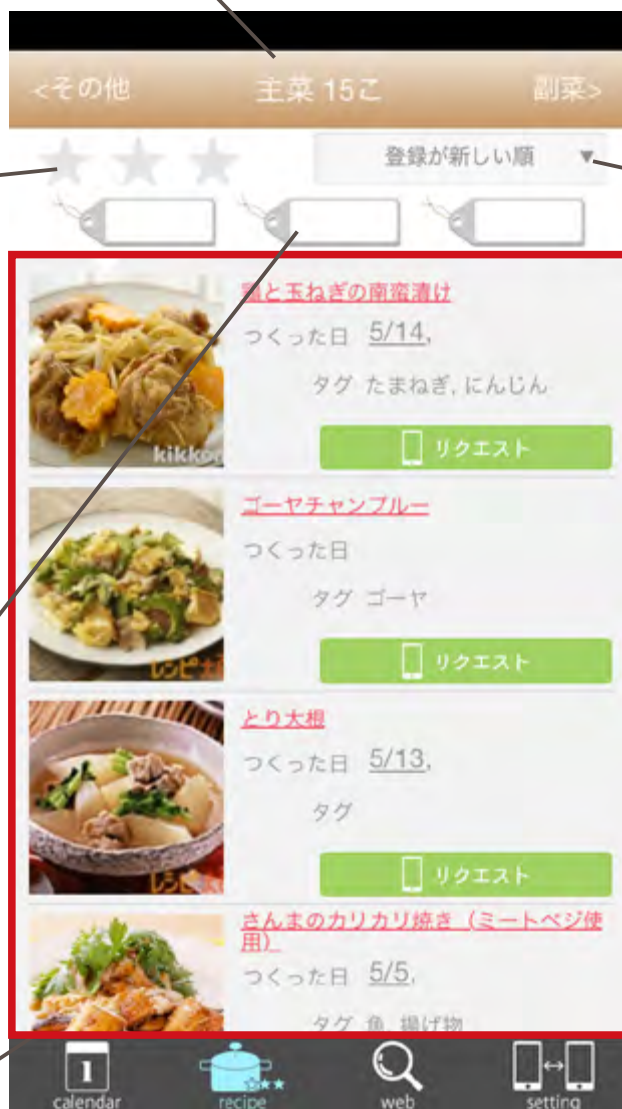 <その他 主菜 15こ 副菜>
登録が新しい順 ▼
鶏と玉ねぎの南蛮漬け
つくった日 5/14,
タグ たまねぎ, にんじん
リクエスト
ゴーヤチャンプルー
つくった日
タグ ゴーヤ
リクエスト
とり大根
つくった日 5/13,
タグ
リクエスト
さんまのカリカリ焼き（ミートベジ使
用）
つくった日 5/5,
タグ 魚, 揚げ物
1
calendar recipe web setting